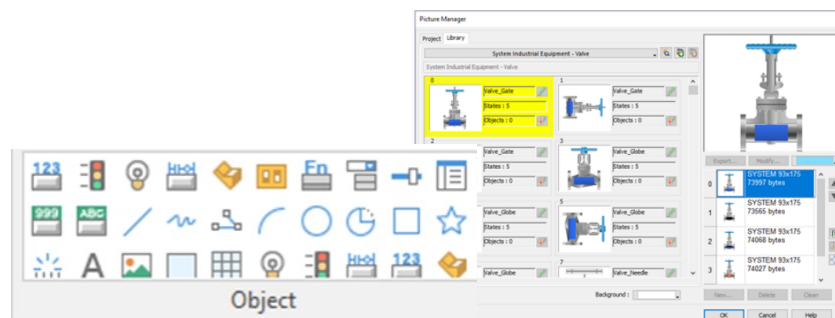 Picture Manager
Project Library
System Industrial Equipment - Valve
System Industrial Equipment - Valve
0
Valve_Gate
States : 5
Objects : 0
1
Valve_Gate
States : 5
Objects : 0
2
Valve_Gate
States : 5
Objects : 0
3
Valve_Globe
States : 5
Objects : 0
Valve_Globe
States : 5
Objects : 0
5
Valve_Globe
States : 5
Objects : 0
Valve_Globe
7
Valve_Needle
Background :
Export... Modify...
0 SYSTEM 93x175
73997 bytes
1 SYSTEM 93x175
73565 bytes
2 SYSTEM 93x175
74068 bytes
3 SYSTEM 93x175
74027 bytes
New... Delete Clean
OK Cancel Help
123 Fn
999 ABC
A 123
Object